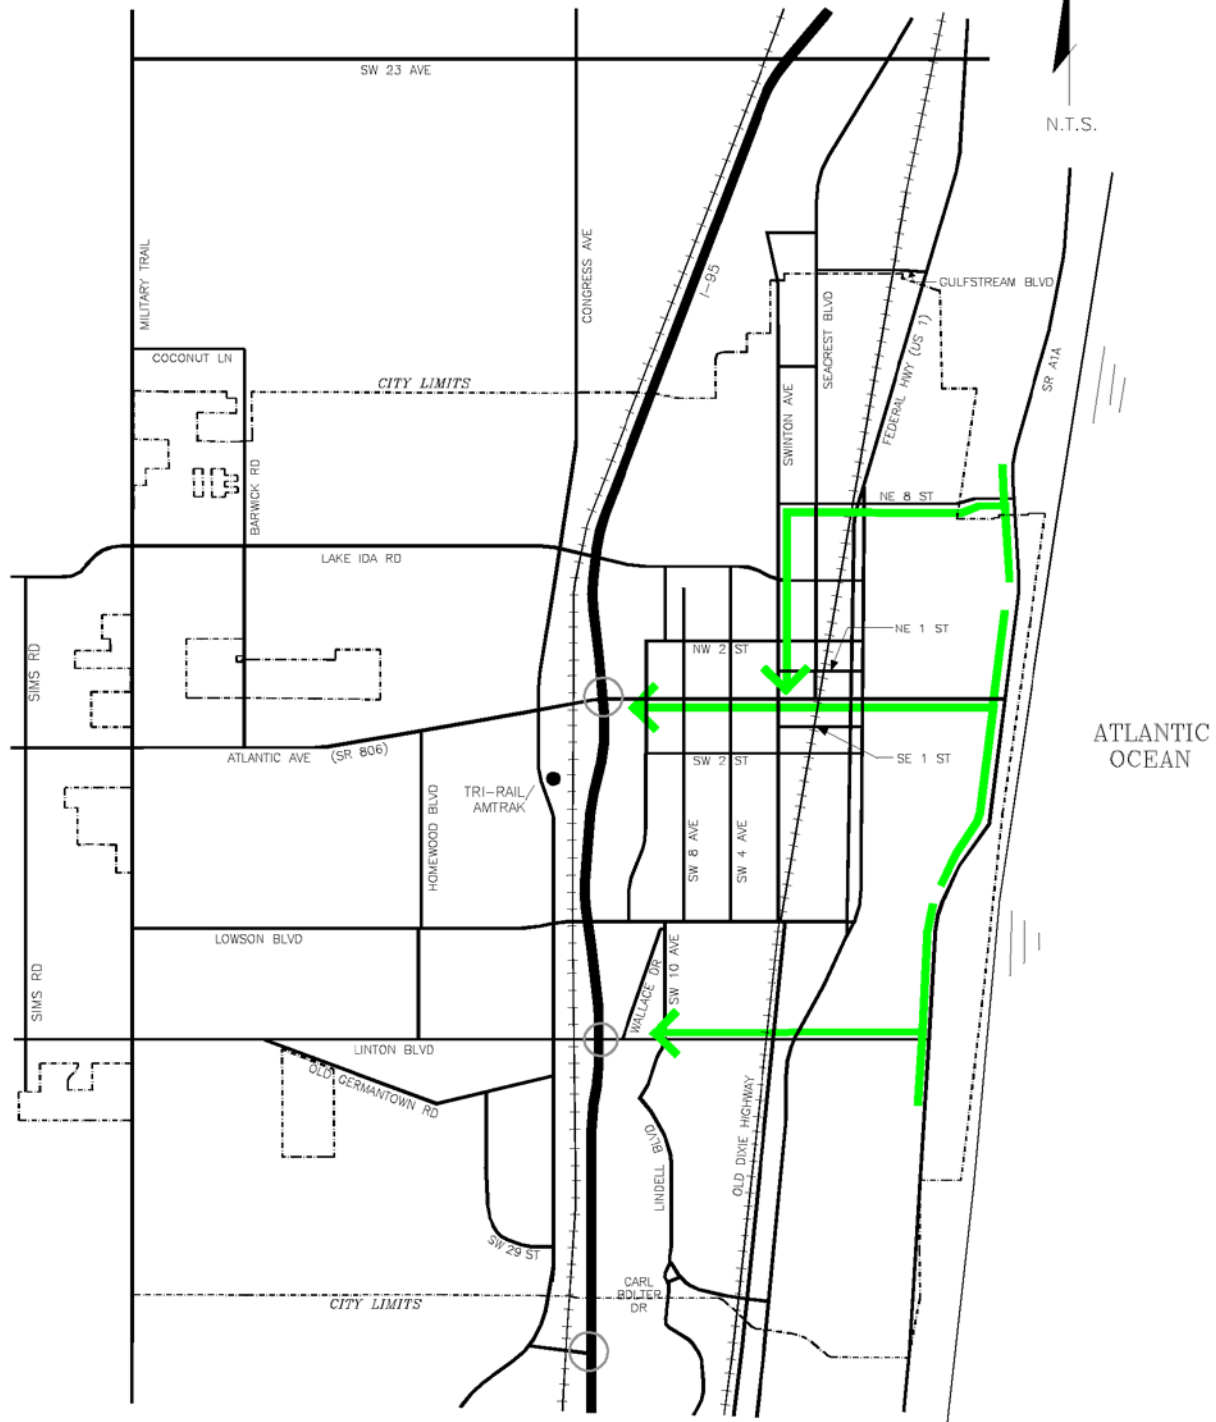 SW 23 AVE
N.T.S.
MILITARY TRAIL
CONGRESS AVE
I-95
SEACREST BLVD
GULFSTREAM BLVD
FEDERAL HWY (US 1)
SR A1A
COCONUT LN
CITY LIMITS
SWINTON AVE
BARWICK RD
NE 8 ST
LAKE IDA RD
NE 1 ST
NW 2 ST
SIMS RD
ATLANTIC
OCEAN
ATLANTIC AVE
(SR 806)
SE 1 ST
SW 2 ST
TRI-RAIL/
AMTRAK
HOMEWOOD BLVD
SW 8 AVE
SW 4 AVE
LOWSON BLVD
SIMS RD
WALLACE DR
SW 10 AVE
LINTON BLVD
OLD GERMANTOWN RD
OLD DIXIE HIGHWAY
LINDELL BLVD
SW 29 ST
CARL
BOLTER
DR
CITY LIMITS